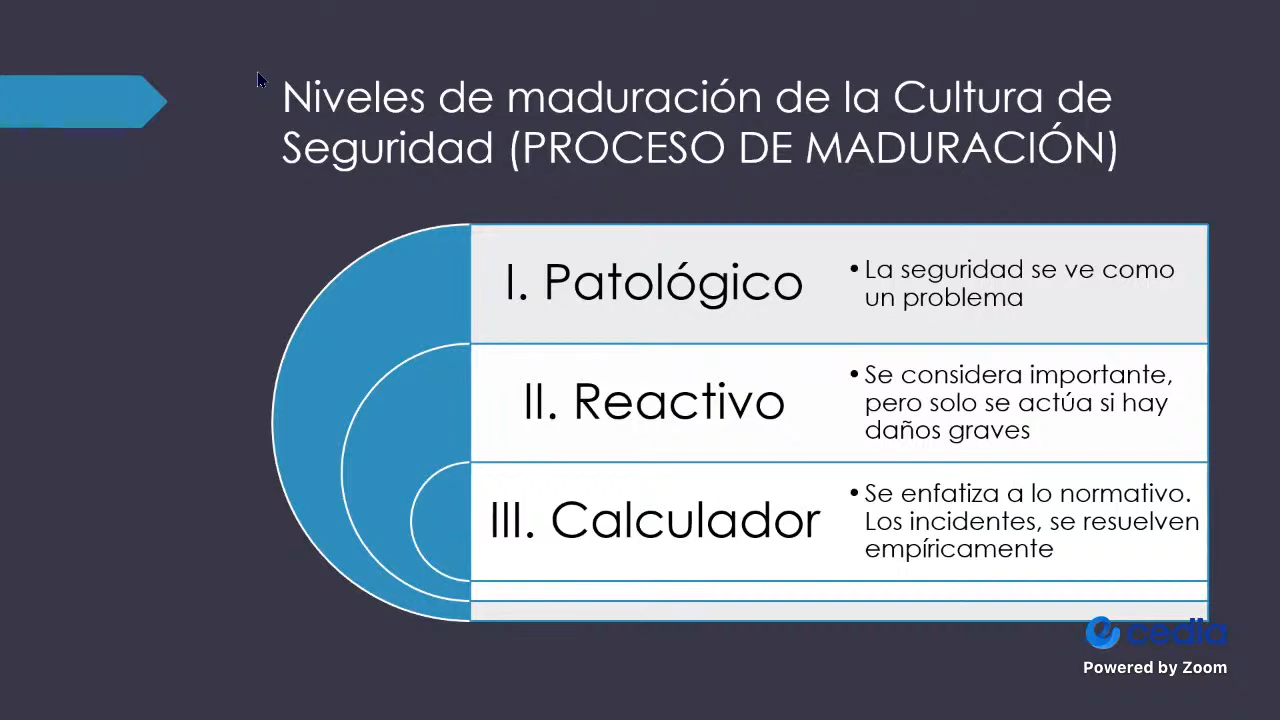 Niveles de maduración de la Cultura de
Seguridad (PROCESO DE MADURACIÓN)
I. Patológico
•La seguridad se ve como
un problema
II. Reactivo
•Se considera importante,
pero solo se actúa si hay
daños graves
III. Calculador
•Se enfatiza a lo normativo.
Los incidentes, se resuelven
empíricamente
cedia
Powered by Zoom